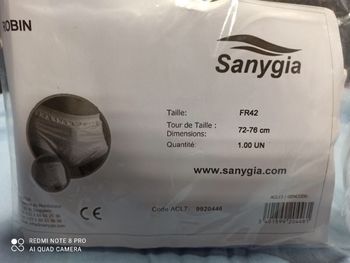 ROBIN
Sanygia
Taille: FR42
Tour de Taille :
Dimensions: 72-76 cm
Quantité: 1.00 UN
www.sanygia.com
CE
Code ACL7: 9920446
REDMI NOTE 8 PRO
AI QUAD CAMERA